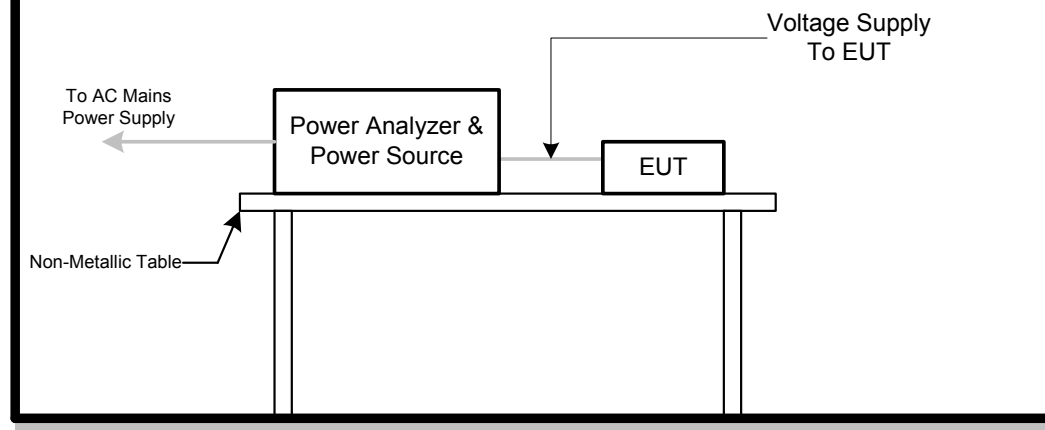 Voltage Supply
To EUT
To AC Mains
Power Supply
Power Analyzer &
Power Source
EUT
Non-Metallic Table